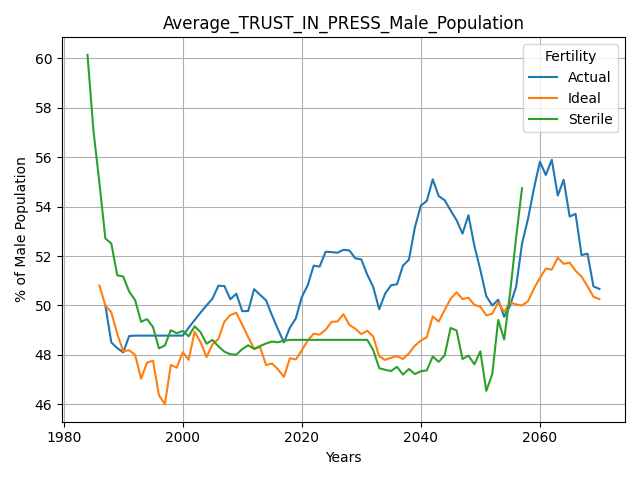 Average_TRUST_IN_PRESS_Male_Population
Fertility
Actual
Ideal
Sterile
% of Male Population
60
58
56
54
52
50
48
46
1980
2000
2020
2040
2060
Years